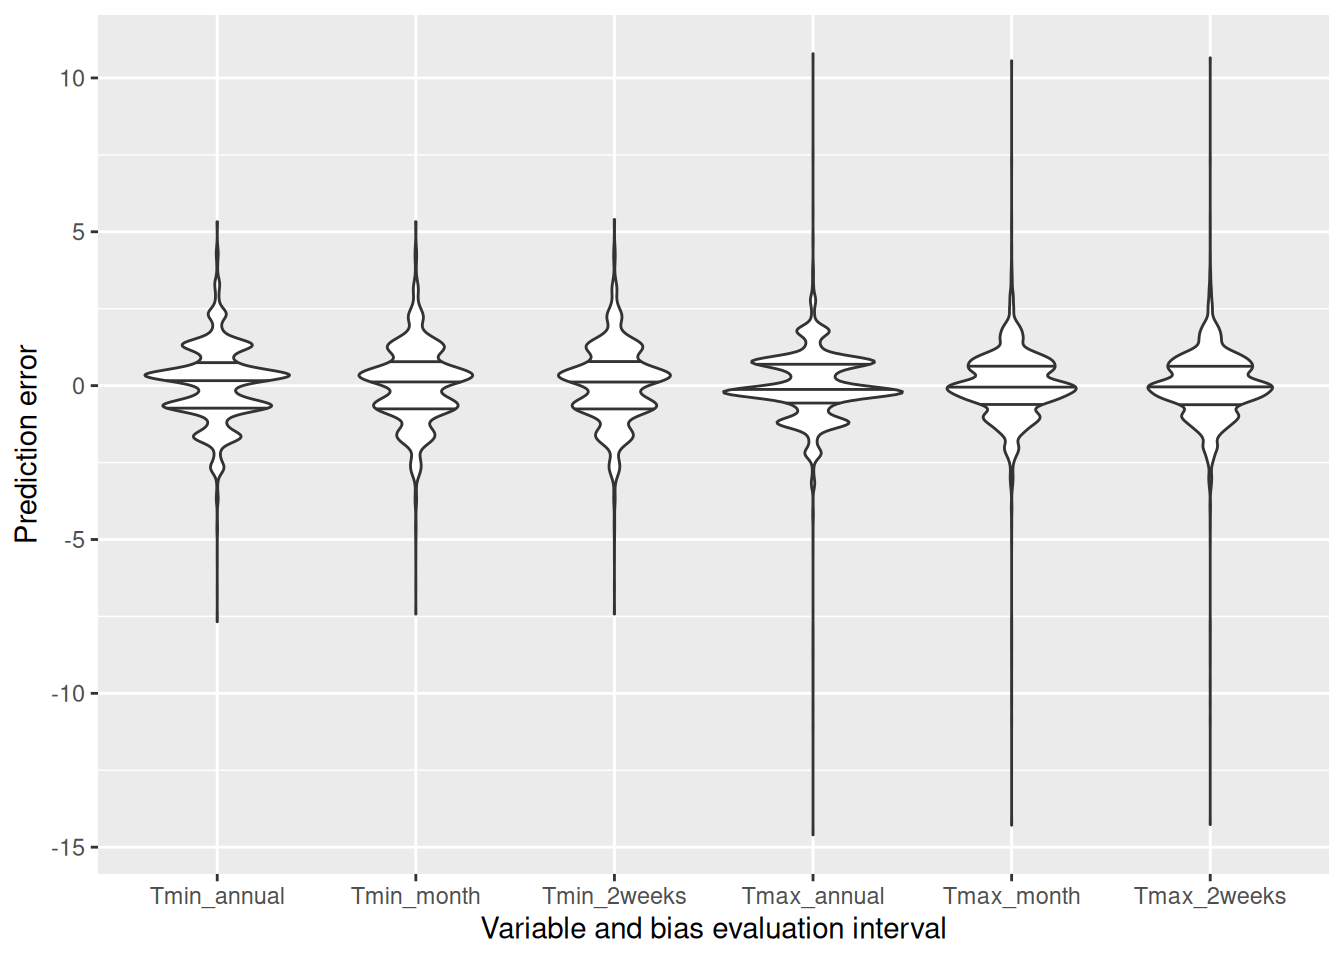 Prediction error
10
5
0
-5
-10
-15
Tmin_annual
Tmin_month
Tmin_2weeks
Tmax_annual
Tmax_month
Tmax_2weeks
Variable and bias evaluation interval